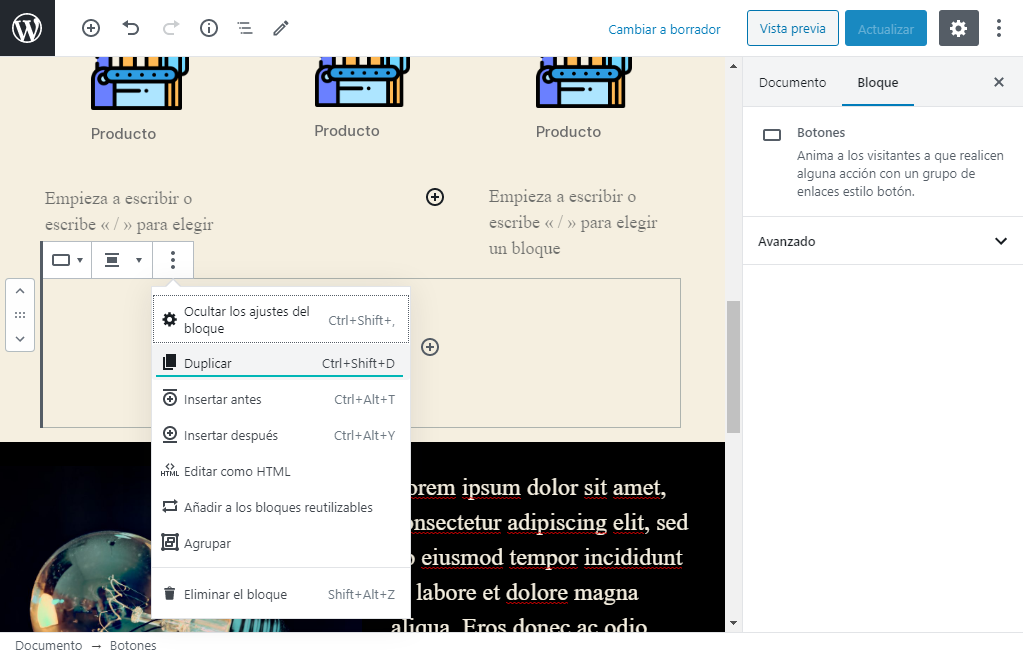 Cambiar a borrador
Vista previa
Actualizar
Documento
Bloque
Producto
Producto
Producto
Botones
Anima a los visitantes a que realicen
alguna acción con un grupo de
enlaces estilo botón.
Avanzado
Empieza a escribir o
escribe « / » para elegir
Empieza a escribir o
escribe « / » para elegir
un bloque
Ocultar los ajustes del
bloque
Ctrl+Shift+,
Duplicar Ctrl+Shift+D
Insertar antes Ctrl+Alt+T
Insertar después Ctrl+Alt+Y
HTML Editar como HTML
Añadir a los bloques reutilizables
Agrupar
Eliminar el bloque Shift+Alt+Z
orem ipsum dolor sit amet,
onsectetur adipiscing elit, sed
o eiusmod tempor incididunt
labore et dolore magna
aliqua. Eros donec ac odio
Documento → Botones